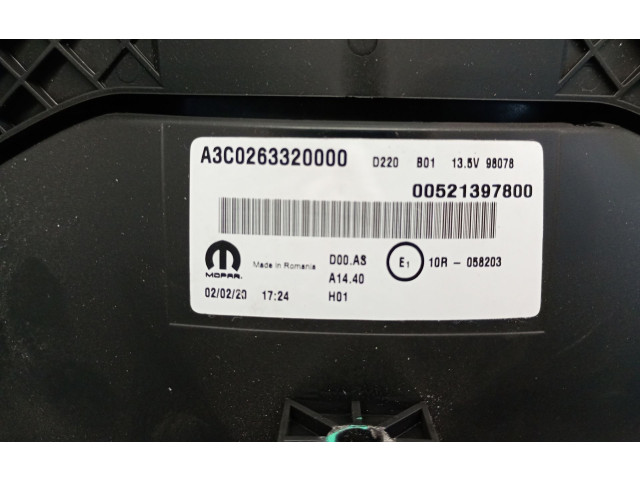 A3C0263320000 D220 B01 13.5V 98078
00521397800
MOPAR. Made in Romania D00.AS E1 10R - 058203
A14.40
02/02/20 17:24 H01